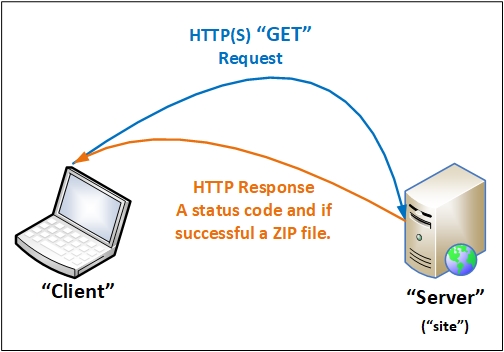 HTTP(S) “GET”
Request
HTTP Response
A status code and if
successful a ZIP file.
“Client”
“Server”
(“site”)